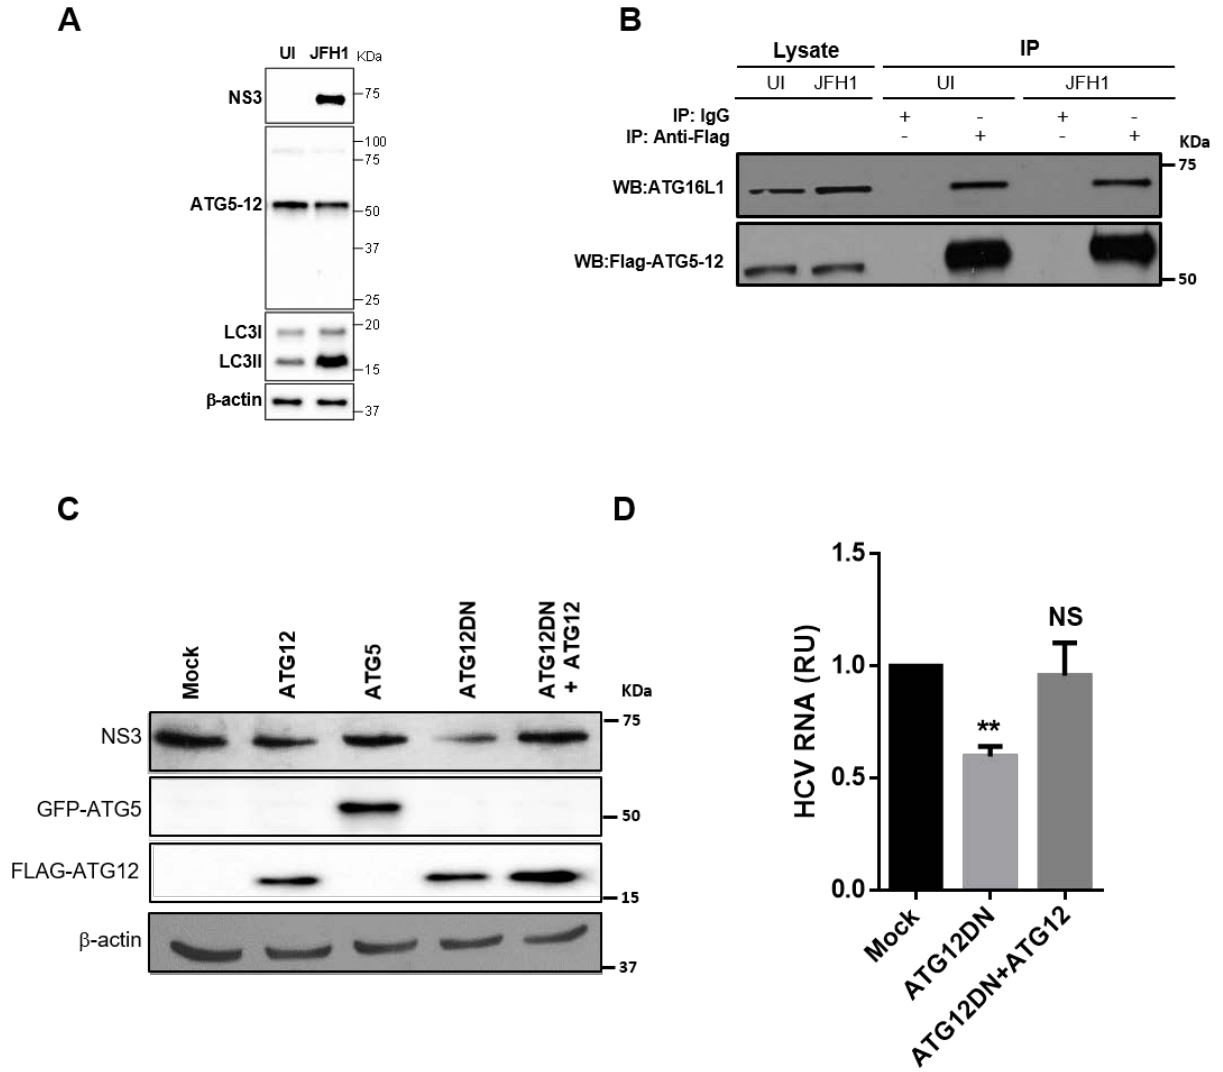 A
UI JFH1 KDa
NS3
75
100
75
ATG5-12
50
37
25
LC3I
20
LC3II
15
β-actin
37
B
Lysate IP
UI JFH1 UI JFH1
IP: IgG + - + -
IP: Anti-Flag - + - +
KDa
75
WB:ATG16L1
WB:Flag-ATG5-12
50
C
Mock
ATG12
ATG5
ATG12DN
ATG12DN
+ ATG12
KDa
NS3
75
GFP-ATG5
50
FLAG-ATG12
15
β-actin
37
D
HCV RNA (RU)
1.5
1.0
0.5
0.0
**
NS
Mock
ATG12DN
ATG12DN+ATG12